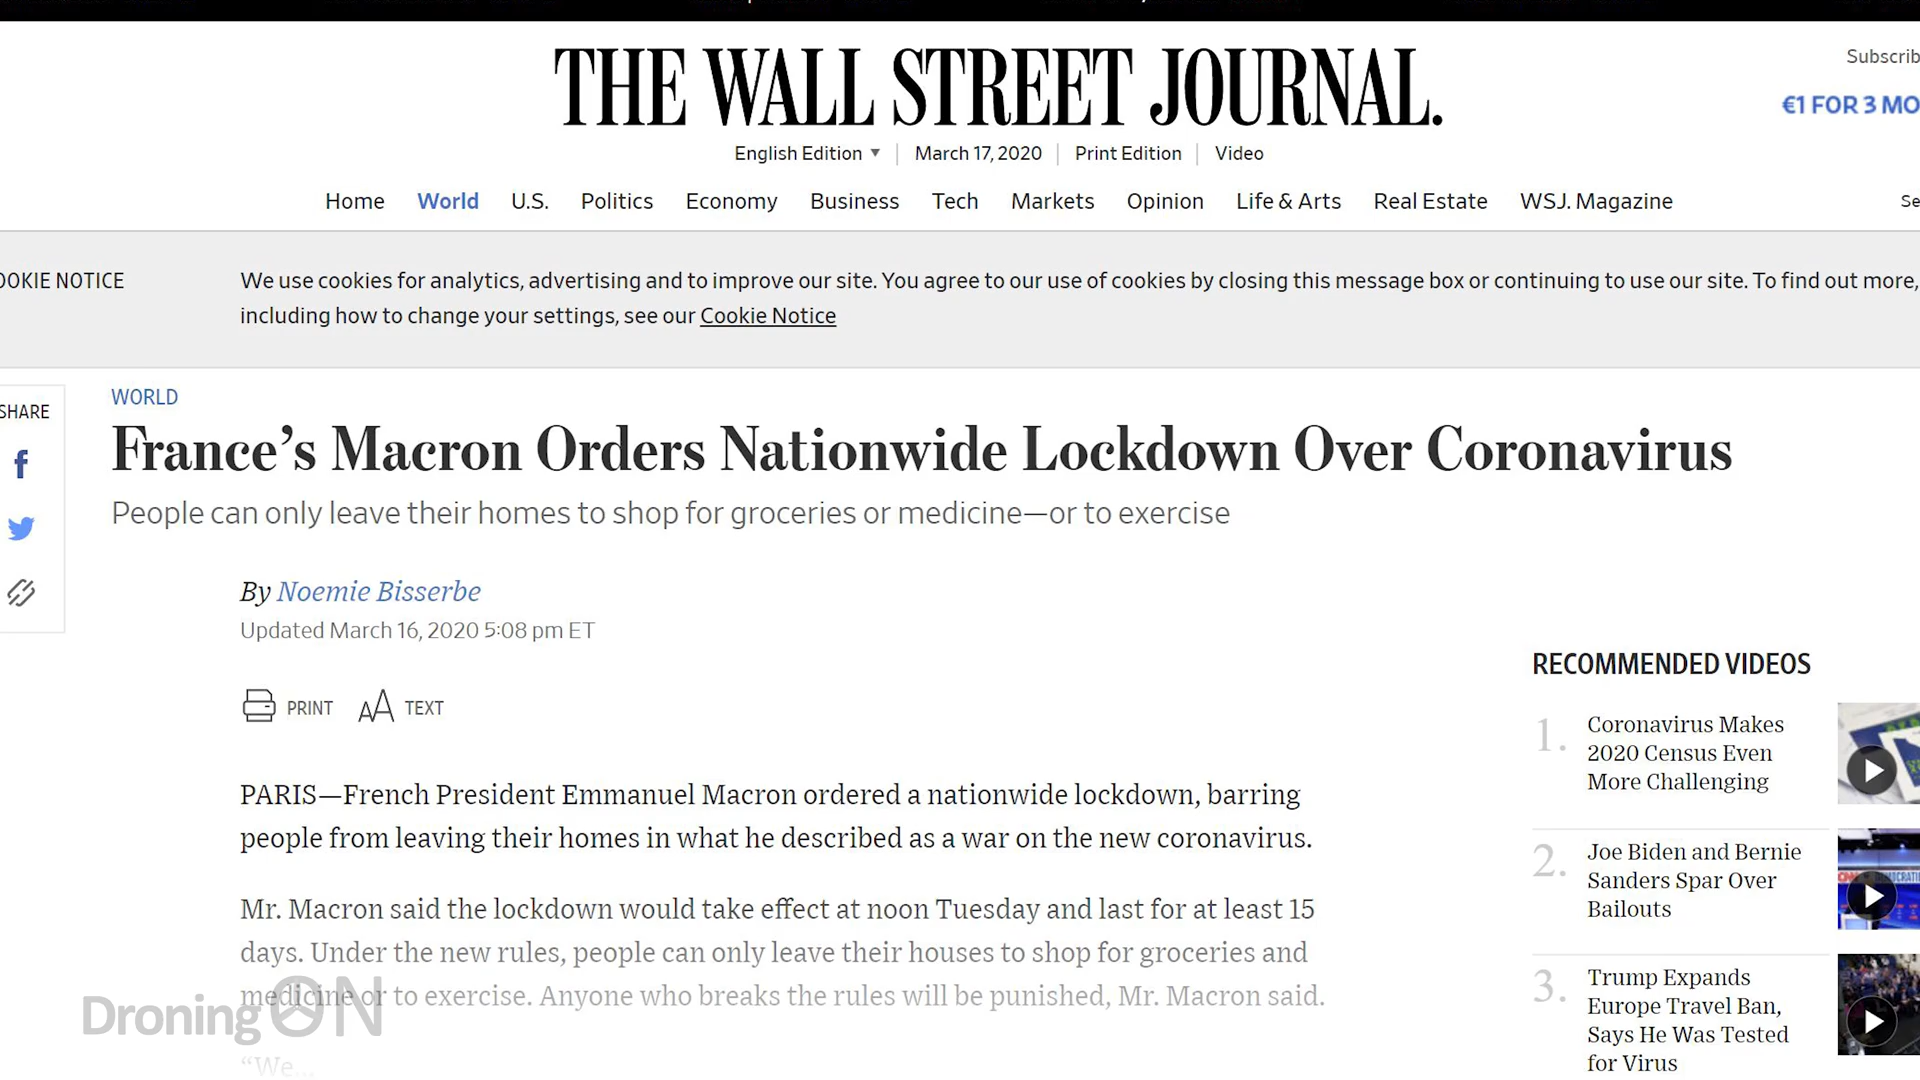 THE WALL STREET JOURNAL.
Subscrib
€1 FOR 3 MO
English Edition
March 17, 2020
Print Edition
Video
Home World U.S. Politics Economy Business Tech Markets Opinion Life & Arts Real Estate WSJ. Magazine
Se
OOKIE NOTICE
We use cookies for analytics, advertising and to improve our site. You agree to our use of cookies by closing this message box or continuing to use our site. To find out more,
including how to change your settings, see our Cookie Notice
SHARE
WORLD
France’s Macron Orders Nationwide Lockdown Over Coronavirus
People can only leave their homes to shop for groceries or medicine—or to exercise
By Noemie Bisserbe
Updated March 16, 2020 5:08 pm ET
PRINT
TEXT
PARIS—French President Emmanuel Macron ordered a nationwide lockdown, barring
people from leaving their homes in what he described as a war on the new coronavirus.
Mr. Macron said the lockdown would take effect at noon Tuesday and last for at least 15
days. Under the new rules, people can only leave their houses to shop for groceries and
medicine or to exercise. Anyone who breaks the rules will be punished, Mr. Macron said.
“We...
DroningON
RECOMMENDED VIDEOS
1.
Coronavirus Makes
2020 Census Even
More Challenging
2.
Joe Biden and Bernie
Sanders Spar Over
Bailouts
3.
Trump Expands
Europe Travel Ban,
Says He Was Tested
for Virus